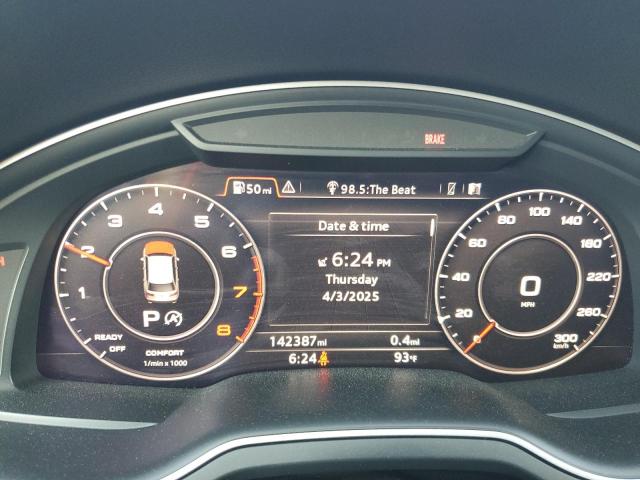 BRAKE
50 mi
98.5:The Beat
Date & time
6:24 PM
Thursday
4/3/2025
1 2 3 4 5 6 7 8
READY
OFF
P
COMFORT
1/min x 1000
20 40 60 80 100 140 180 220 260 300
km/h
0
MPH
142387 mi 0.4 mi
6:24 93°F